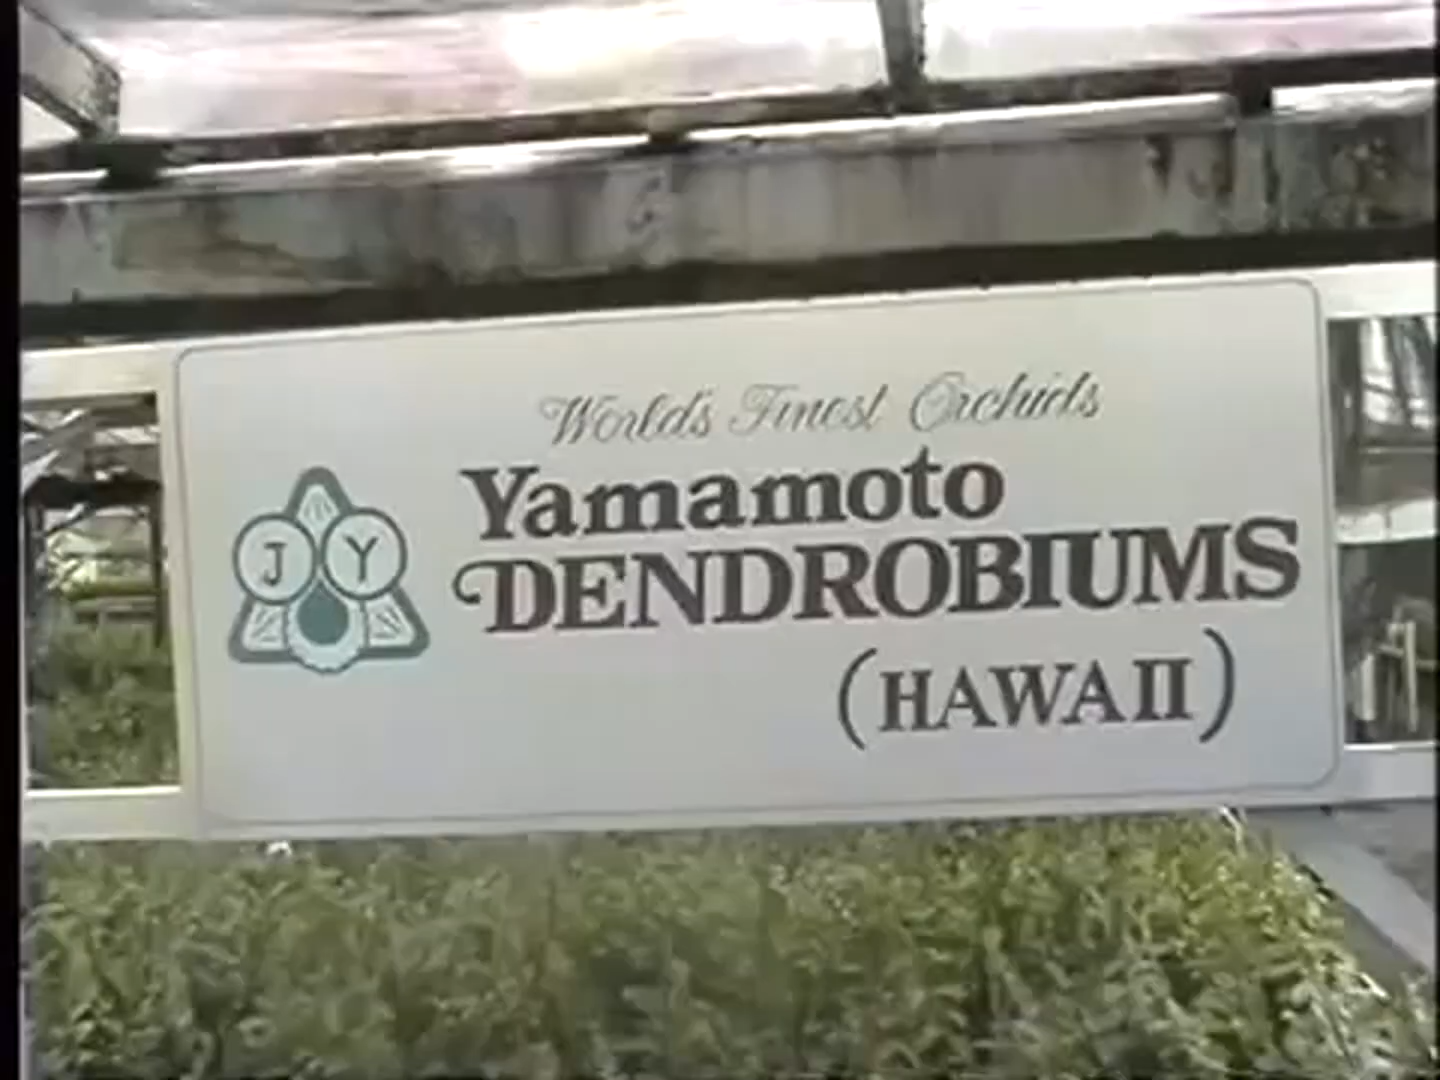 World's Finest Orchids
Yamamoto
J Y
DENDROBIUMS
(HAWAII)